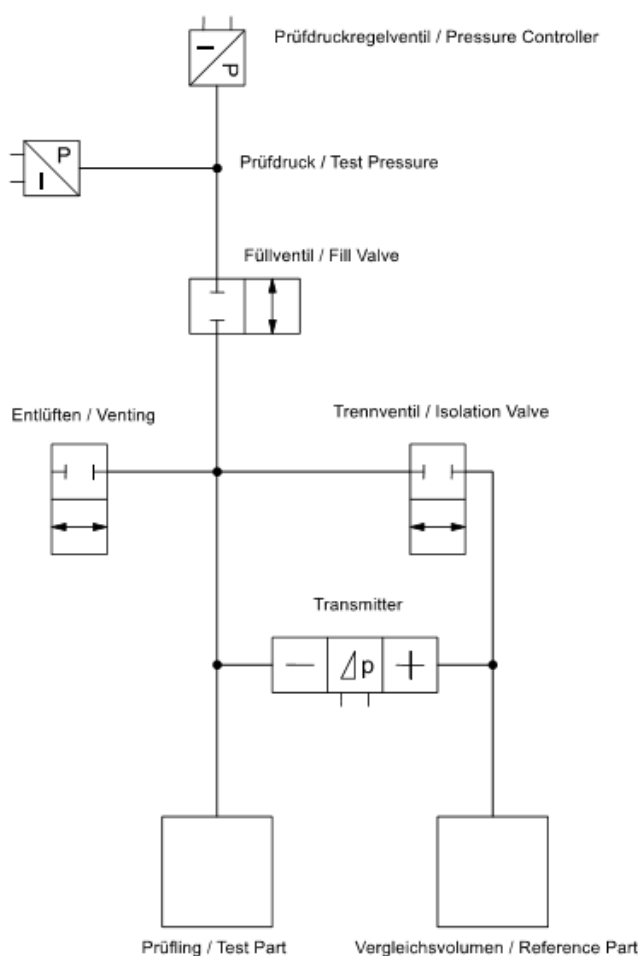 Prüfdruckregelventil / Pressure Controller
I
P
P
I
Prüfdruck / Test Pressure
Füllventil / Fill Valve
Entlüften / Venting
Trennventil / Isolation Valve
Transmitter
— ⊿p +
Prüfling / Test Part
Vergleichsvolumen / Reference Part